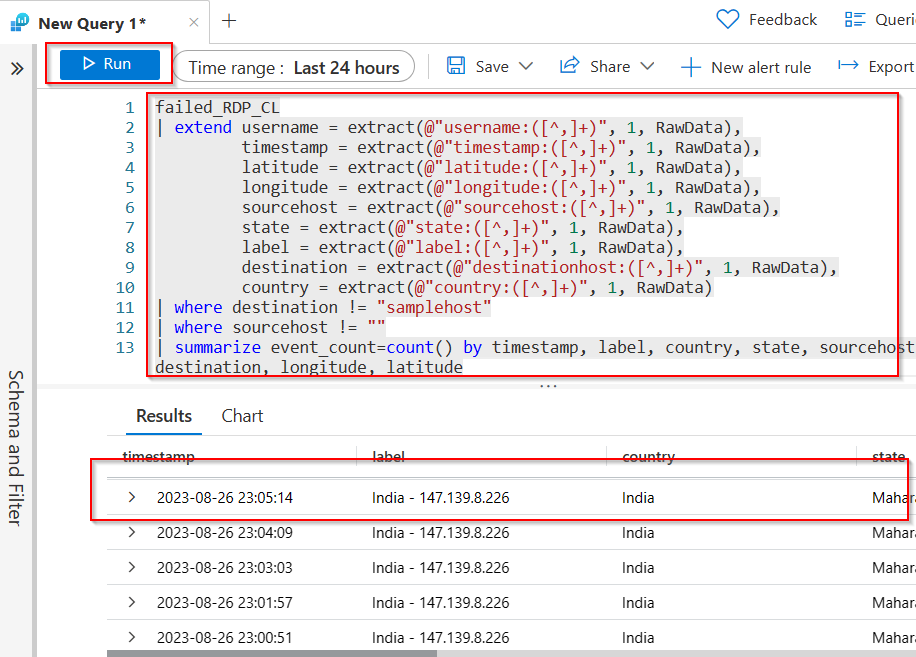 New Query 1*
Feedback
Queri
Run
Time range : Last 24 hours
Save
Share
New alert rule
Export
1 failed_RDP_CL
2 | extend username = extract(@"username:([^,]+)", 1, RawData),
3 timestamp = extract(@"timestamp:([^,]+)", 1, RawData),
4 latitude = extract(@"latitude:([^,]+)", 1, RawData),
5 longitude = extract(@"longitude:([^,]+)", 1, RawData),
6 sourcehost = extract(@"sourcehost:([^,]+)", 1, RawData),
7 state = extract(@"state:([^,]+)", 1, RawData),
8 label = extract(@"label:([^,]+)", 1, RawData),
9 destination = extract(@"destinationhost:([^,]+)", 1, RawData),
10 country = extract(@"country:([^,]+)", 1, RawData)
11 | where destination != "samplehost"
12 | where sourcehost != ""
13 | summarize event_count=count() by timestamp, label, country, state, sourcehost
destination, longitude, latitude
Schema and Filter
Results Chart
timestamp label country state
2023-08-26 23:05:14 India - 147.139.8.226 India Mahar
2023-08-26 23:04:09 India - 147.139.8.226 India Mahar
2023-08-26 23:03:03 India - 147.139.8.226 India Mahar
2023-08-26 23:01:57 India - 147.139.8.226 India Mahar
2023-08-26 23:00:51 India - 147.139.8.226 India Mahar